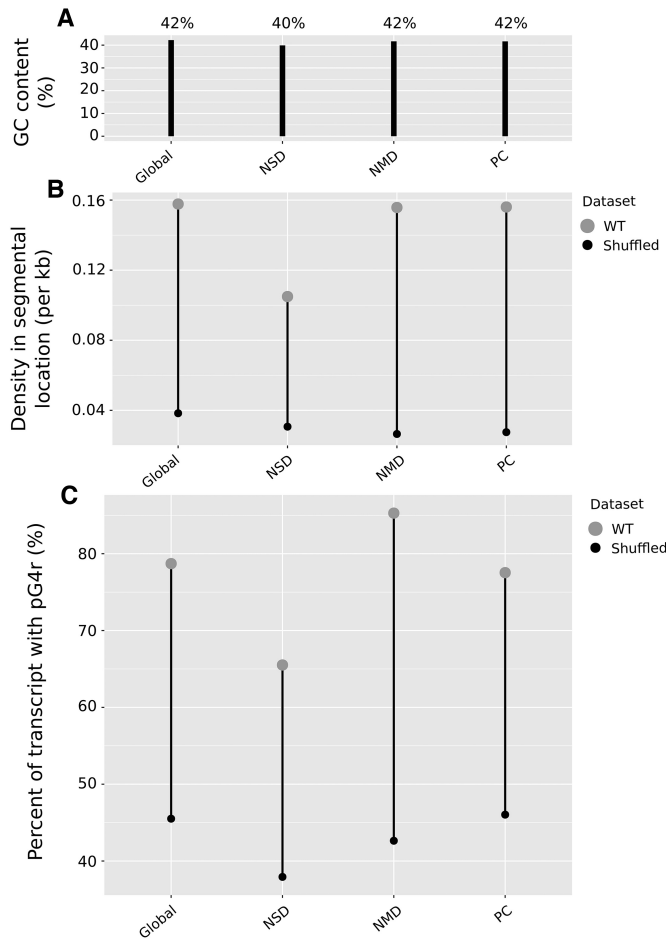 A
42% 40% 42% 42%
GC content
(%)
40
30
20
10
0
Global NSD NMD PC
B
Density in segmental
location (per kb)
0.16
0.12
0.08
0.04
Global NSD NMD PC
Dataset
WT
Shuffled
C
Percent of transcript with pG4r (%)
80
70
60
50
40
Global NSD NMD PC
Dataset
WT
Shuffled